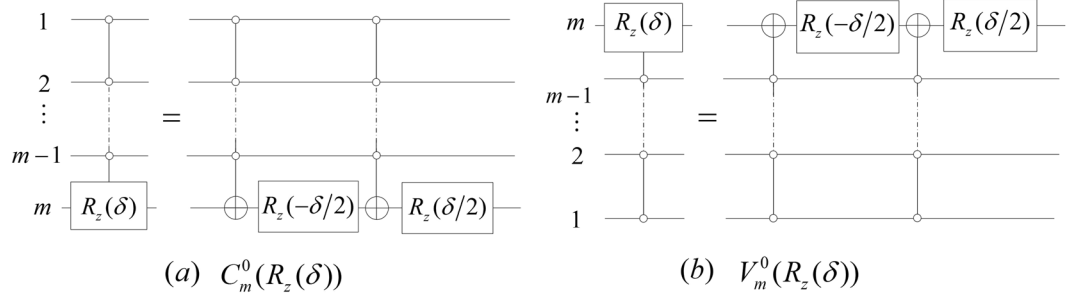 1
2
⋮
m−1
m
R_z(δ)
=
R_z(−δ/2)
R_z(δ/2)
(a) C_m^0(R_z(δ))
m
R_z(δ)
R_z(−δ/2)
R_z(δ/2)
m−1
⋮
=
2
1
(b) V_m^0(R_z(δ))